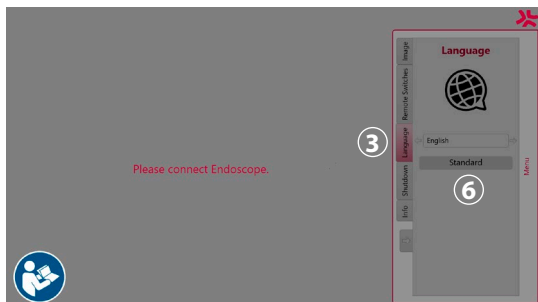 Please connect Endoscope.
Image
Remote Switches
3
Language
Shutdown
Info
Language
English
Standard
6
Menu